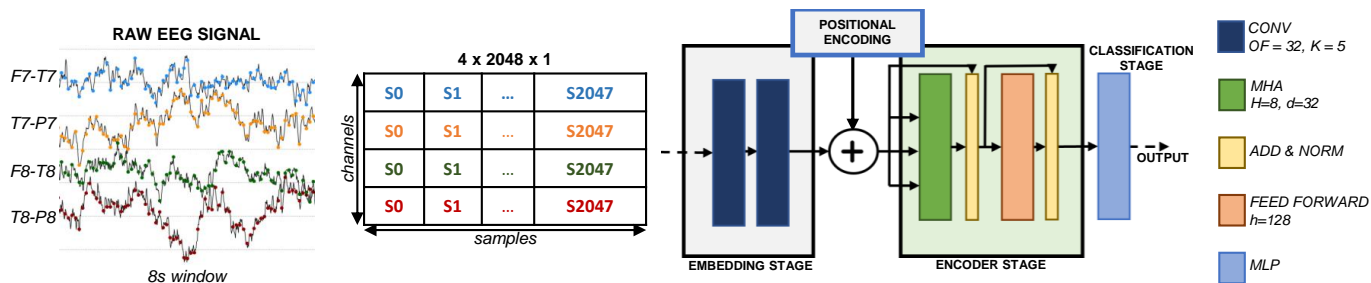 RAW EEG SIGNAL
F7-T7
T7-P7
F8-T8
T8-P8
8s window
4 x 2048 x 1
channels
S0 S1 ... S2047
S0 S1 ... S2047
S0 S1 ... S2047
S0 S1 ... S2047
samples
POSITIONAL
ENCODING
EMBEDDING STAGE
+
ENCODER STAGE
CLASSIFICATION
STAGE
OUTPUT
CONV
OF = 32, K = 5
MHA
H=8, d=32
ADD & NORM
FEED FORWARD
h=128
MLP